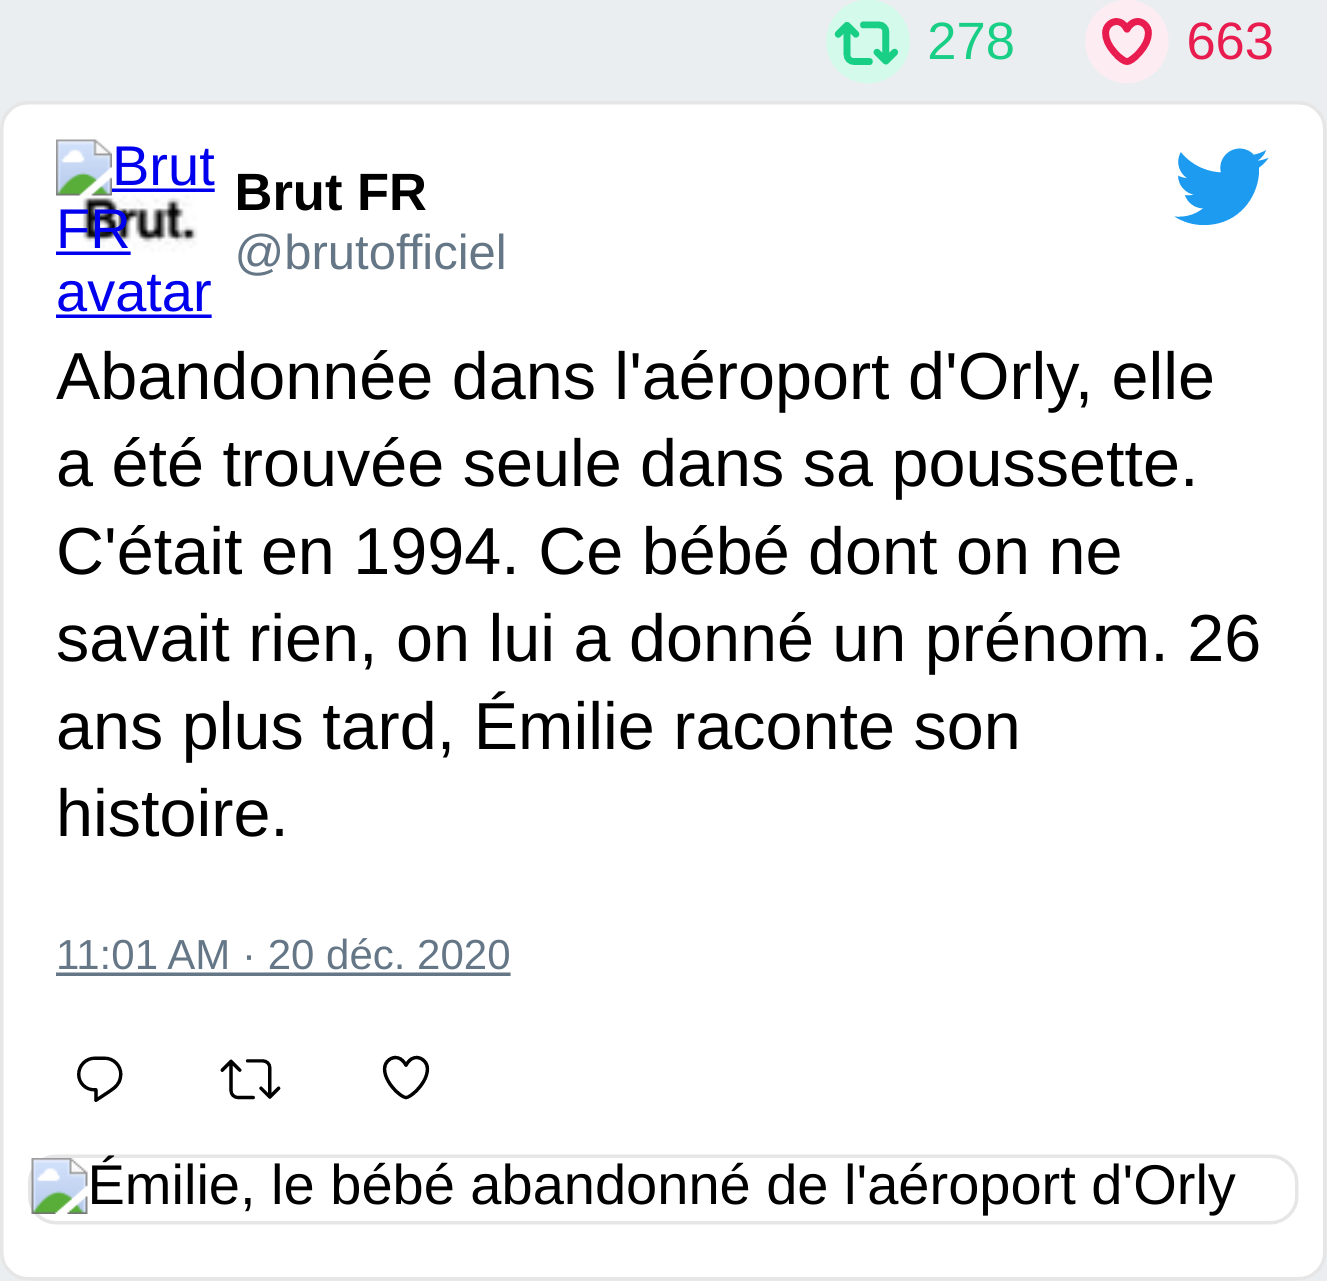 278 663
Brut
FR
avatar
Brut.
Brut FR
@brutofficiel
Abandonnée dans l'aéroport d'Orly, elle
a été trouvée seule dans sa poussette.
C'était en 1994. Ce bébé dont on ne
savait rien, on lui a donné un prénom. 26
ans plus tard, Émilie raconte son
histoire.
11:01 AM · 20 déc. 2020
Émilie, le bébé abandonné de l'aéroport d'Orly